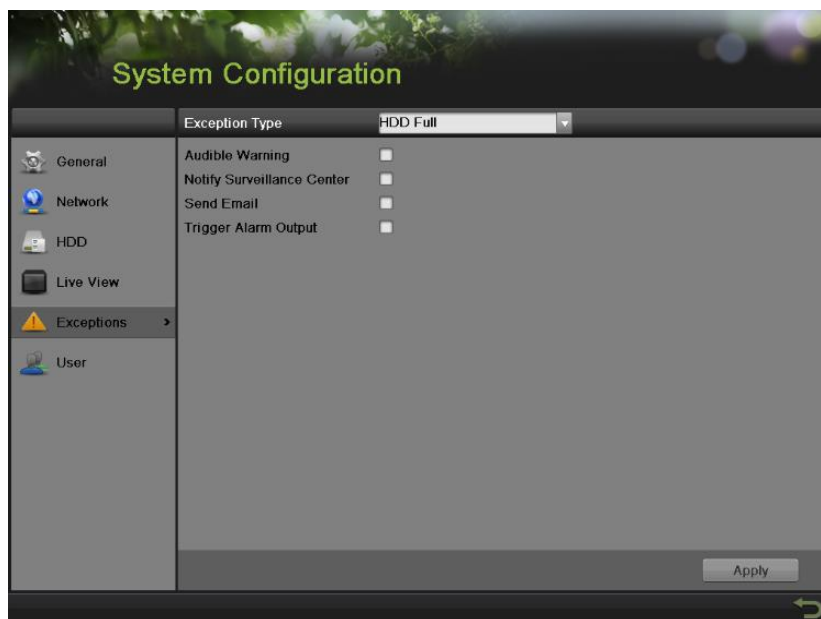 System Configuration
Exception Type HDD Full
General
Network
HDD
Live View
Exceptions
User
Audible Warning
Notify Surveillance Center
Send Email
Trigger Alarm Output
Apply